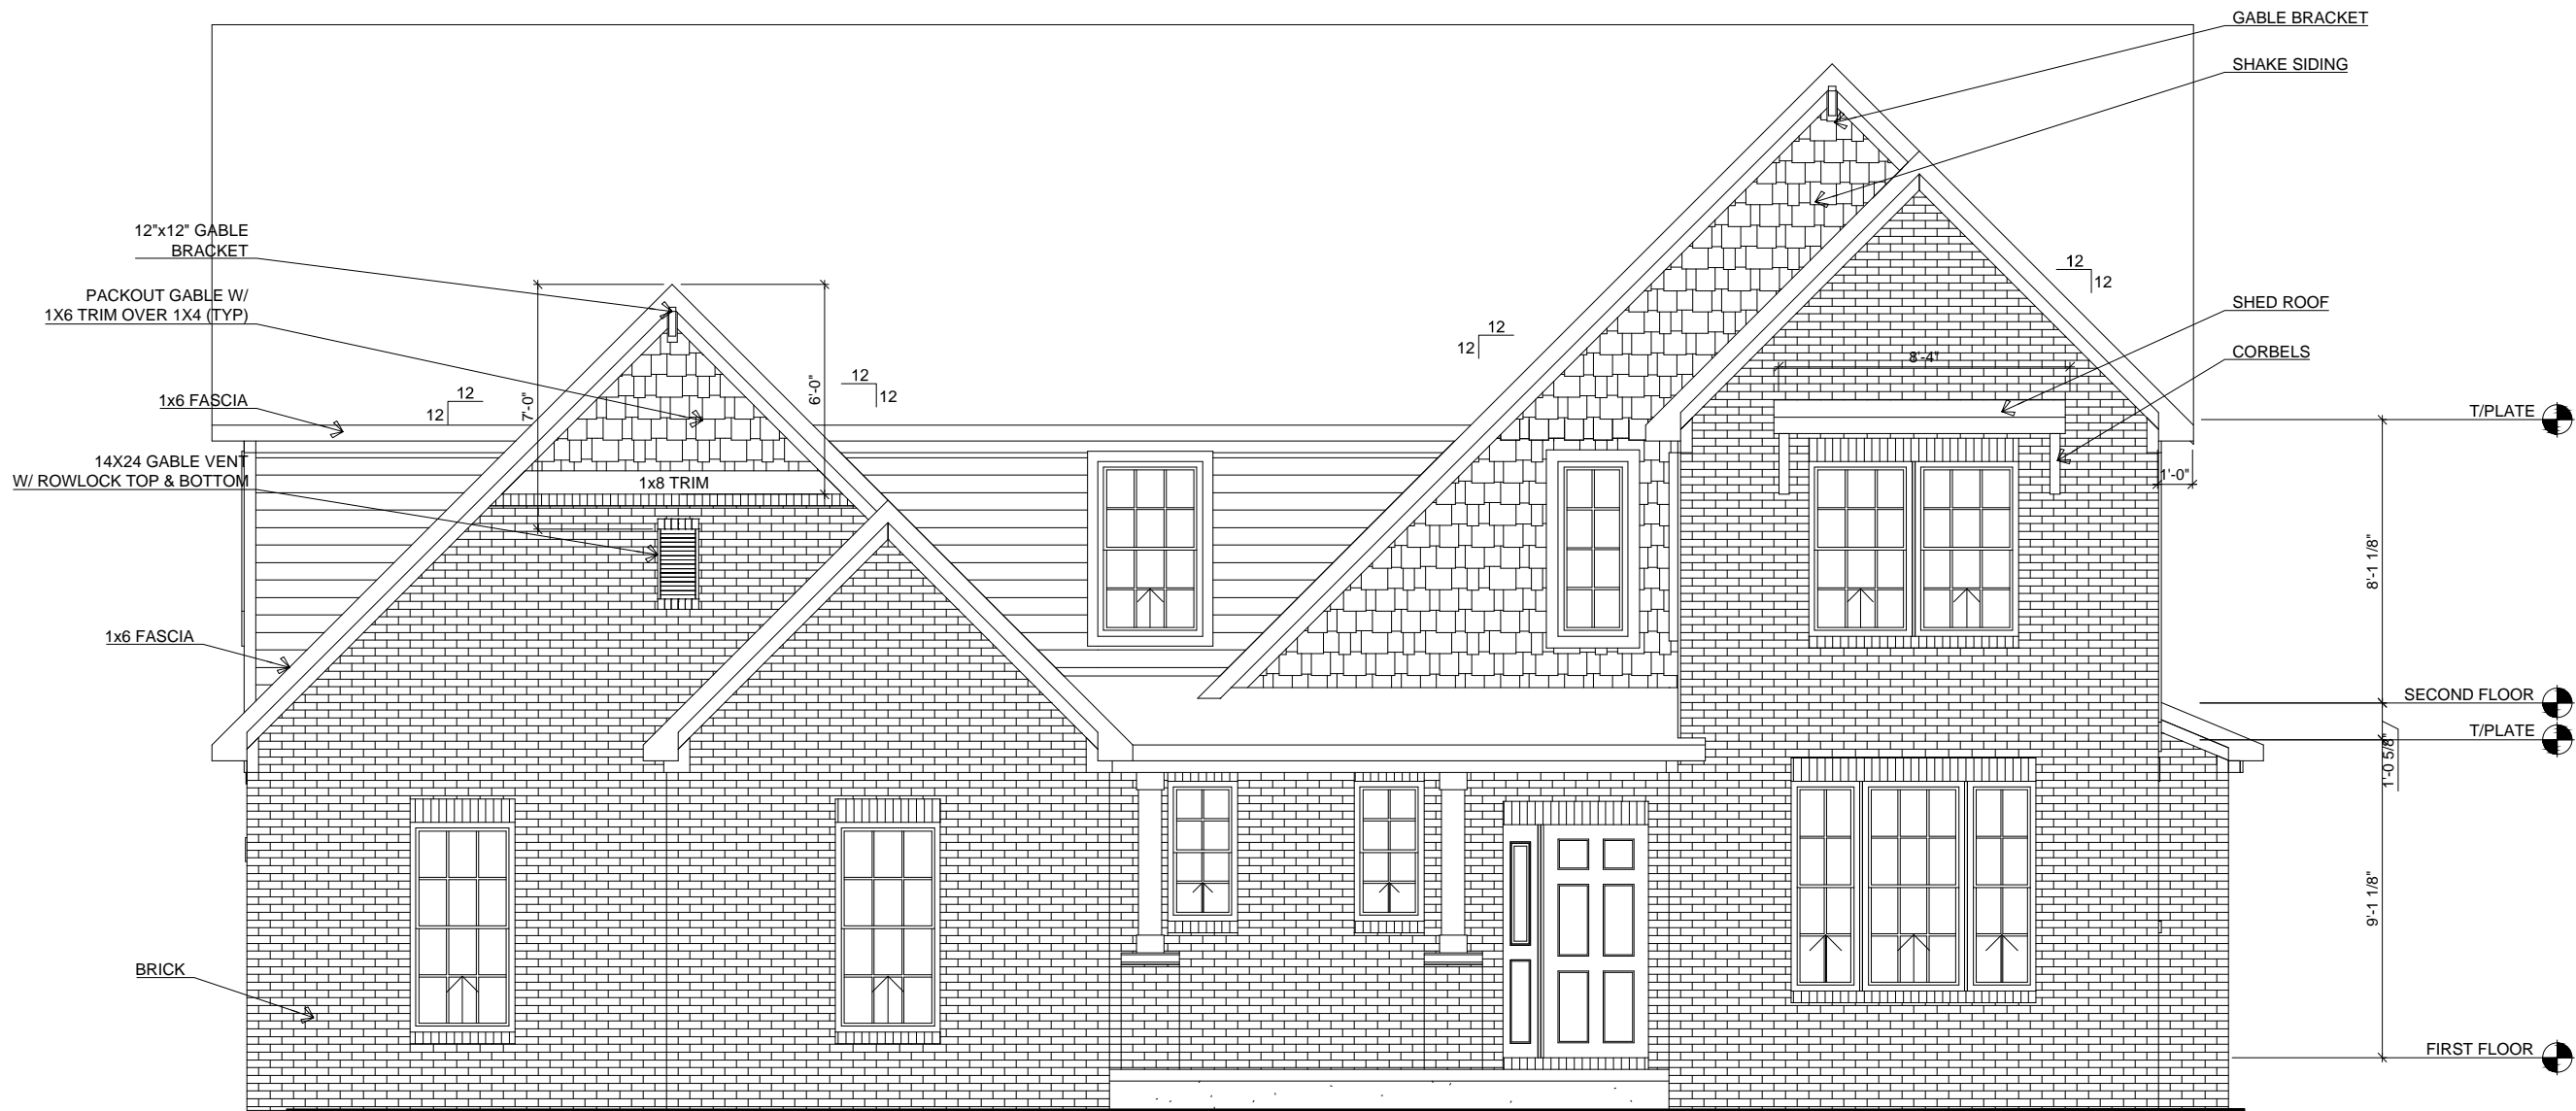 GABLE BRACKET
SHAKE SIDING
12"x12" GABLE
BRACKET
PACKOUT GABLE W/
1X6 TRIM OVER 1X4 (TYP)
1x6 FASCIA
14X24 GABLE VENT
W/ ROWLOCK TOP & BOTTOM
1x6 FASCIA
BRICK
12
12
7'-0"
6'-0"
12
12
1x8 TRIM
12
12
12
12
SHED ROOF
8'-4"
CORBELS
T/PLATE
1'-0"
8'-1 1/8"
SECOND FLOOR
T/PLATE
1'-0 5/8"
9'-1 1/8"
FIRST FLOOR